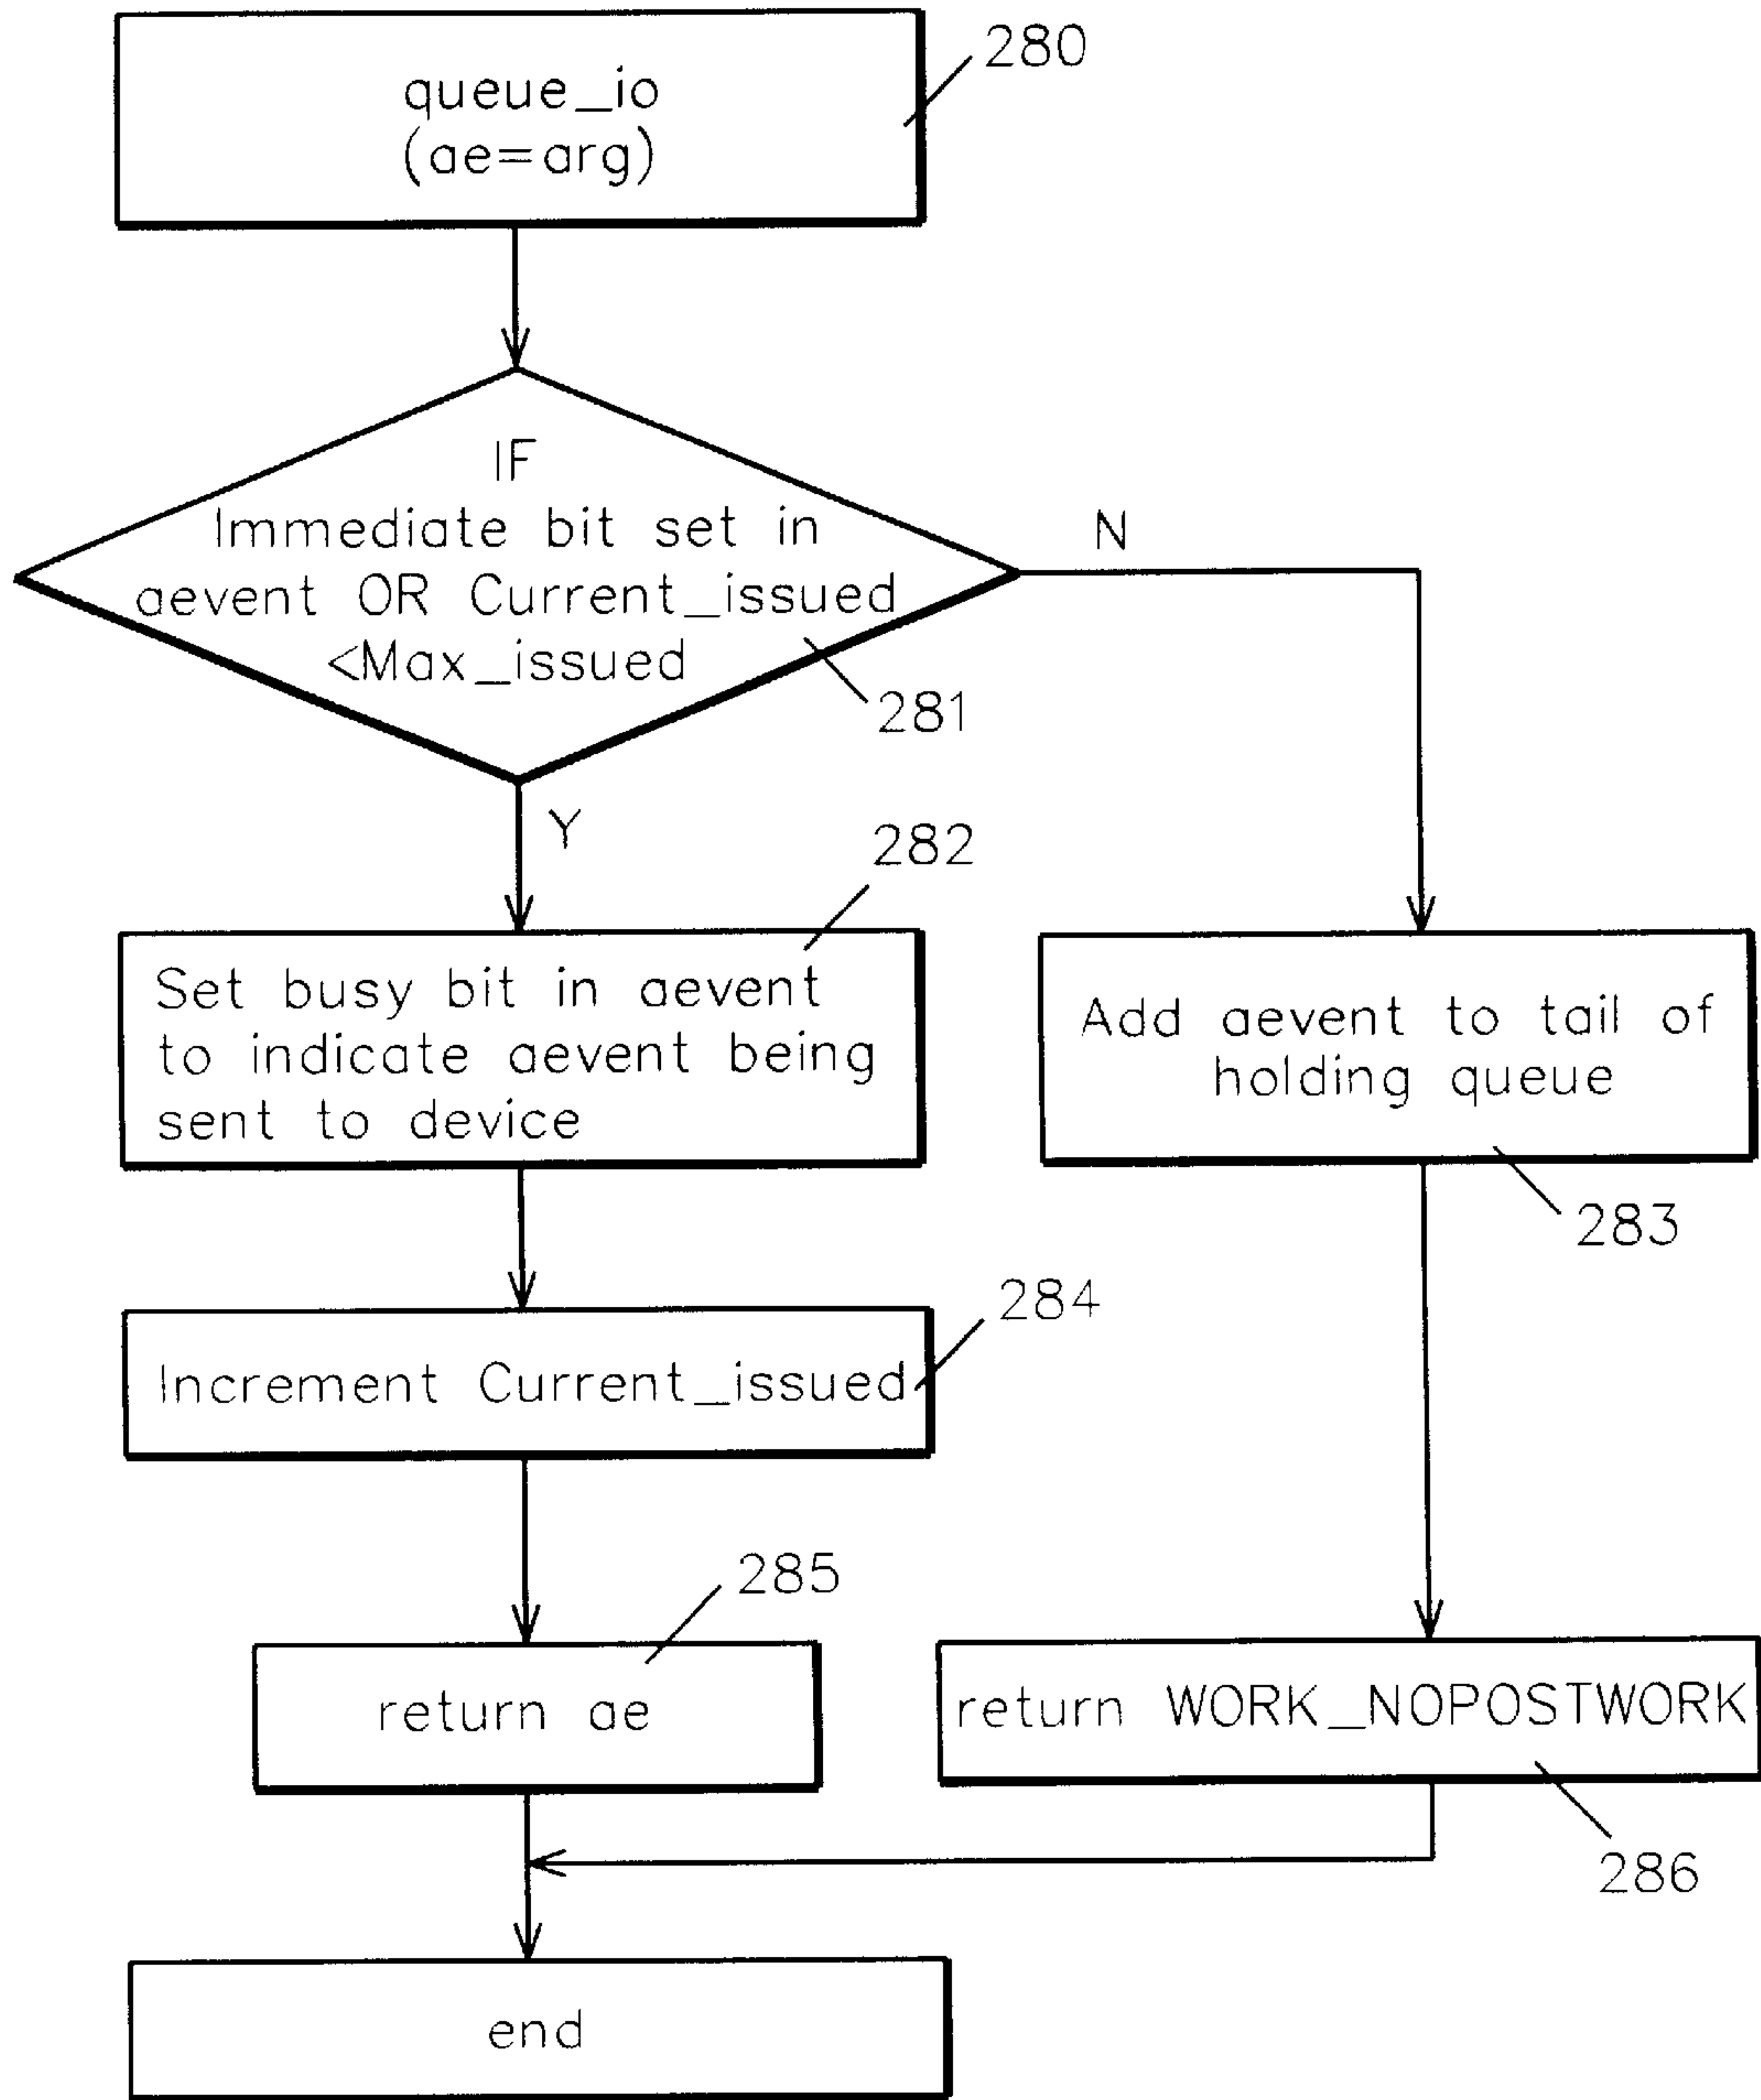 queue_io
(ae=arg)
280
IF
Immediate bit set in
aevent OR Current_issued
<Max_issued
281
N
Y
282
Set busy bit in aevent
to indicate aevent being
sent to device
Add aevent to tail of
holding queue
283
284
Increment Current_issued
285
return ae
return WORK_NOPOSTWORK
286
end